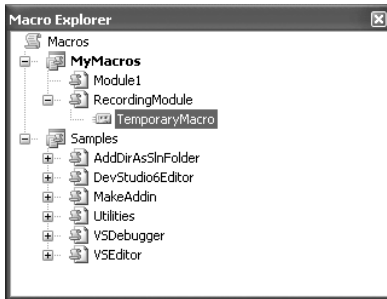 Macro Explorer
Macros
MyMacros
Module1
RecordingModule
TemporaryMacro
Samples
AddDirAsSlnFolder
DevStudio6Editor
MakeAddin
Utilities
VSDebugger
VSEditor